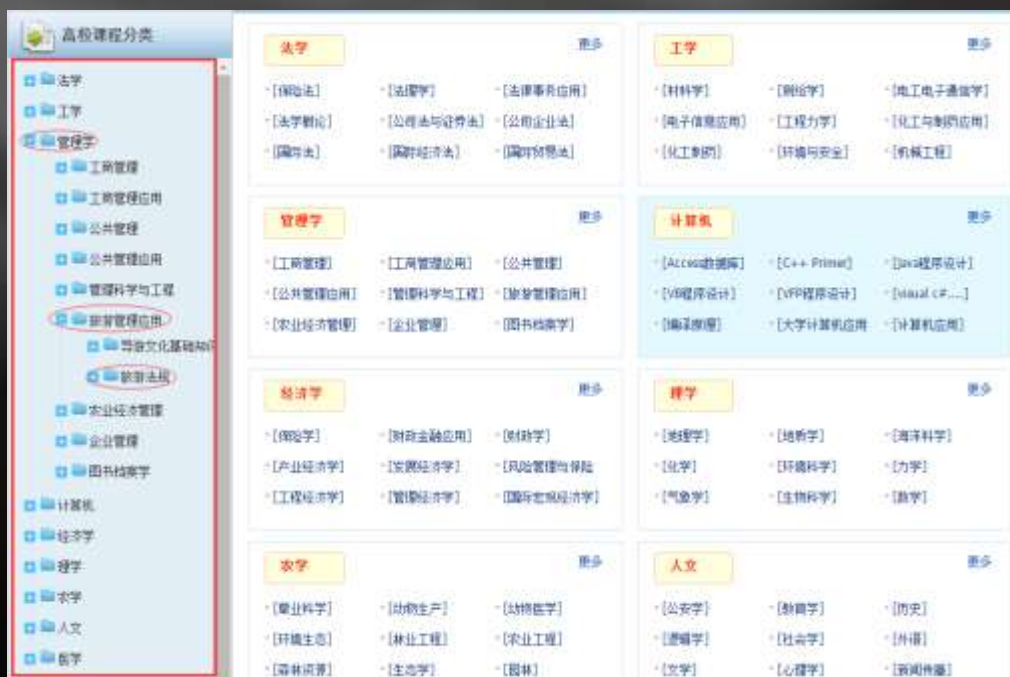 高校课程分类
法学
工学
管理学
工商管理
工商管理应用
公共管理
公共管理应用
管理科学与工程
旅游管理应用
导游文化基础知识
旅游法规
农业经济管理
企业管理
图书档案学
计算机
经济学
理学
农学
人文
医学
法学 更多
·[保险法] ·[法理学] ·[法律事务应用]
·[法学概论] ·[公司法与证券法] ·[公司企业法]
·[国际法] ·[国际经济法] ·[国际贸易法]
工学 更多
·[材料学] ·[测绘学] ·[电工电子通信学]
·[电子信息应用] ·[工程力学] ·[化工与制药应用]
·[化工制药] ·[环境与安全] ·[机械工程]
管理学 更多
·[工商管理] ·[工商管理应用] ·[公共管理]
·[公共管理应用] ·[管理科学与工程] ·[旅游管理应用]
·[农业经济管理] ·[企业管理] ·[图书档案学]
计算机 更多
·[Access数据库] ·[C++ Primer] ·[Java程序设计]
·[VB程序设计] ·[VFP程序设计] ·[visual c#....]
·[编译原理] ·[大学计算机应用 ·[计算机应用]
经济学 更多
·[保险学] ·[财政金融应用] ·[财政学]
·[产业经济学] ·[发展经济学] ·[风险管理与保险
·[工程经济学] ·[管理经济学] ·[国际宏观经济学]
理学 更多
·[地理学] ·[地质学] ·[海洋科学]
·[化学] ·[环境科学] ·[力学]
·[气象学] ·[生物科学] ·[数学]
农学 更多
·[草业科学] ·[动物生产] ·[动物医学]
·[环境生态] ·[林业工程] ·[农业工程]
·[森林资源] ·[生态学] ·[园林]
人文 更多
·[公安学] ·[教育学] ·[历史]
·[逻辑学] ·[社会学] ·[外语]
·[文学] ·[心理学] ·[新闻传播]